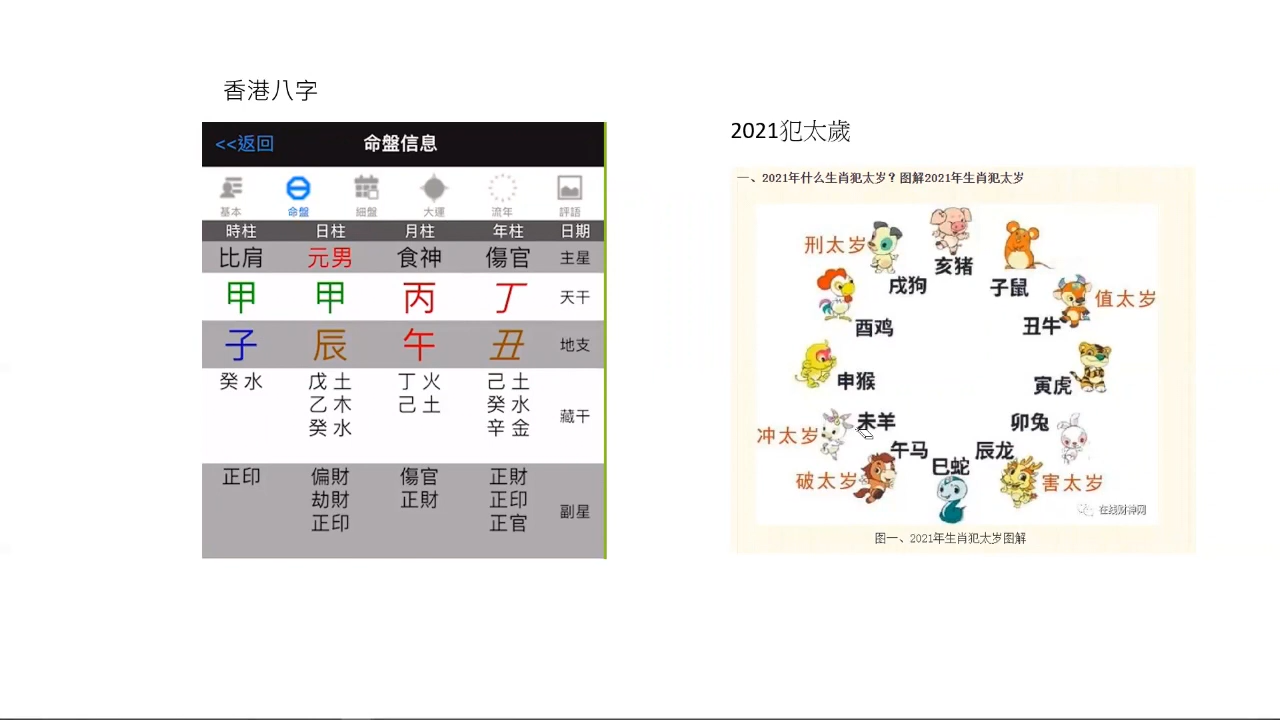 香港八字
<<返回 命盤信息
基本 命盤 細盤 大運 流年 評語
時柱 日柱 月柱 年柱 日期
比肩 元男 食神 傷官 主星
甲 甲 丙 丁 天干
子 辰 午 丑 地支
癸水 戊土 丁火 己土
乙木 己土 癸水
癸水 辛金
藏干
正印 偏財 傷官 正財
劫財 正財 正印
正印 正官
副星
2021犯太歲
一、2021年什么生肖犯太岁？图解2021年生肖犯太岁
亥猪
刑太岁
戌狗
子鼠
值太岁
丑牛
酉鸡
申猴
寅虎
未羊
卯兔
冲太岁
午马
辰龙
巳蛇
破太岁
害太岁
在线财神网
图一、2021年生肖犯太岁图解